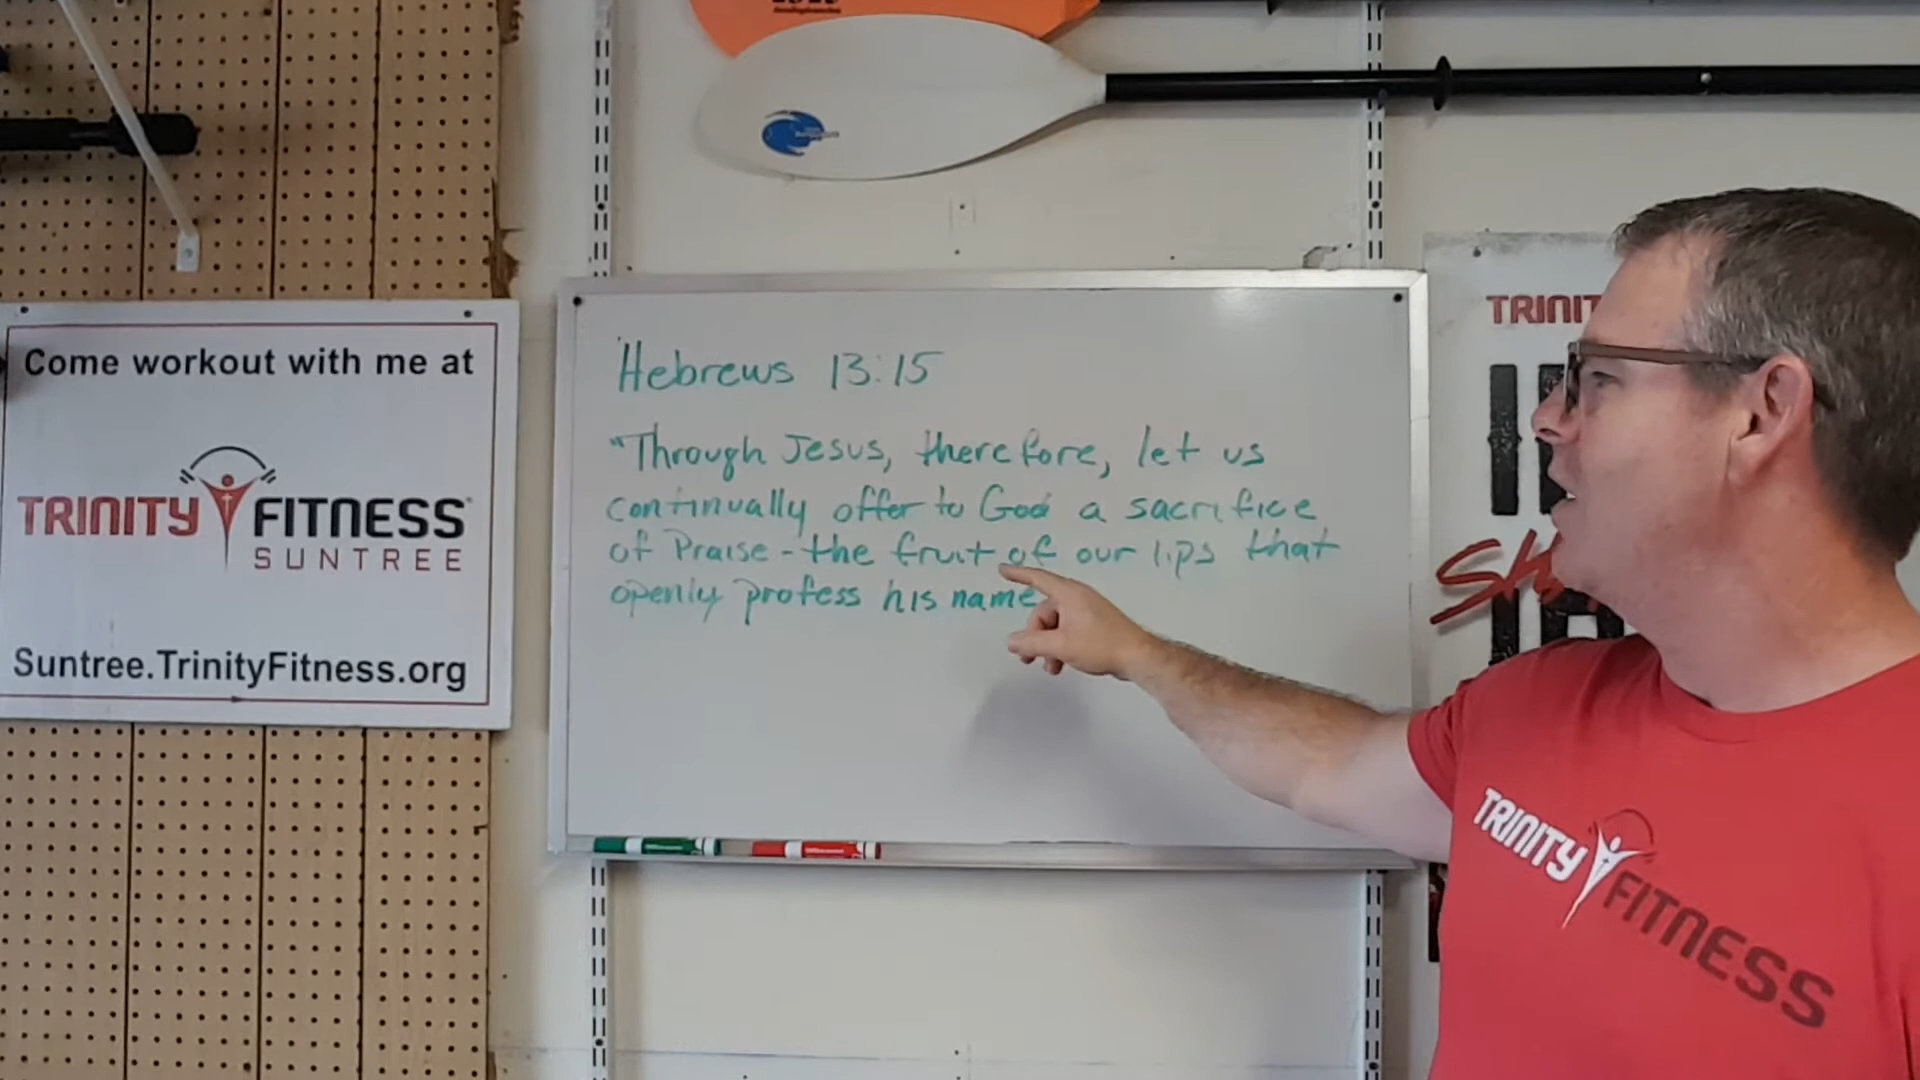 Come workout with me at
TRINITY FITNESS
SUNTREE
Suntree.TrinityFitness.org
Hebrews 13:15
"Through Jesus, therefore, let us
continually offer to God a sacrifice
of Praise - the fruit of our lips that
openly profess his name
TRINITY FITNESS